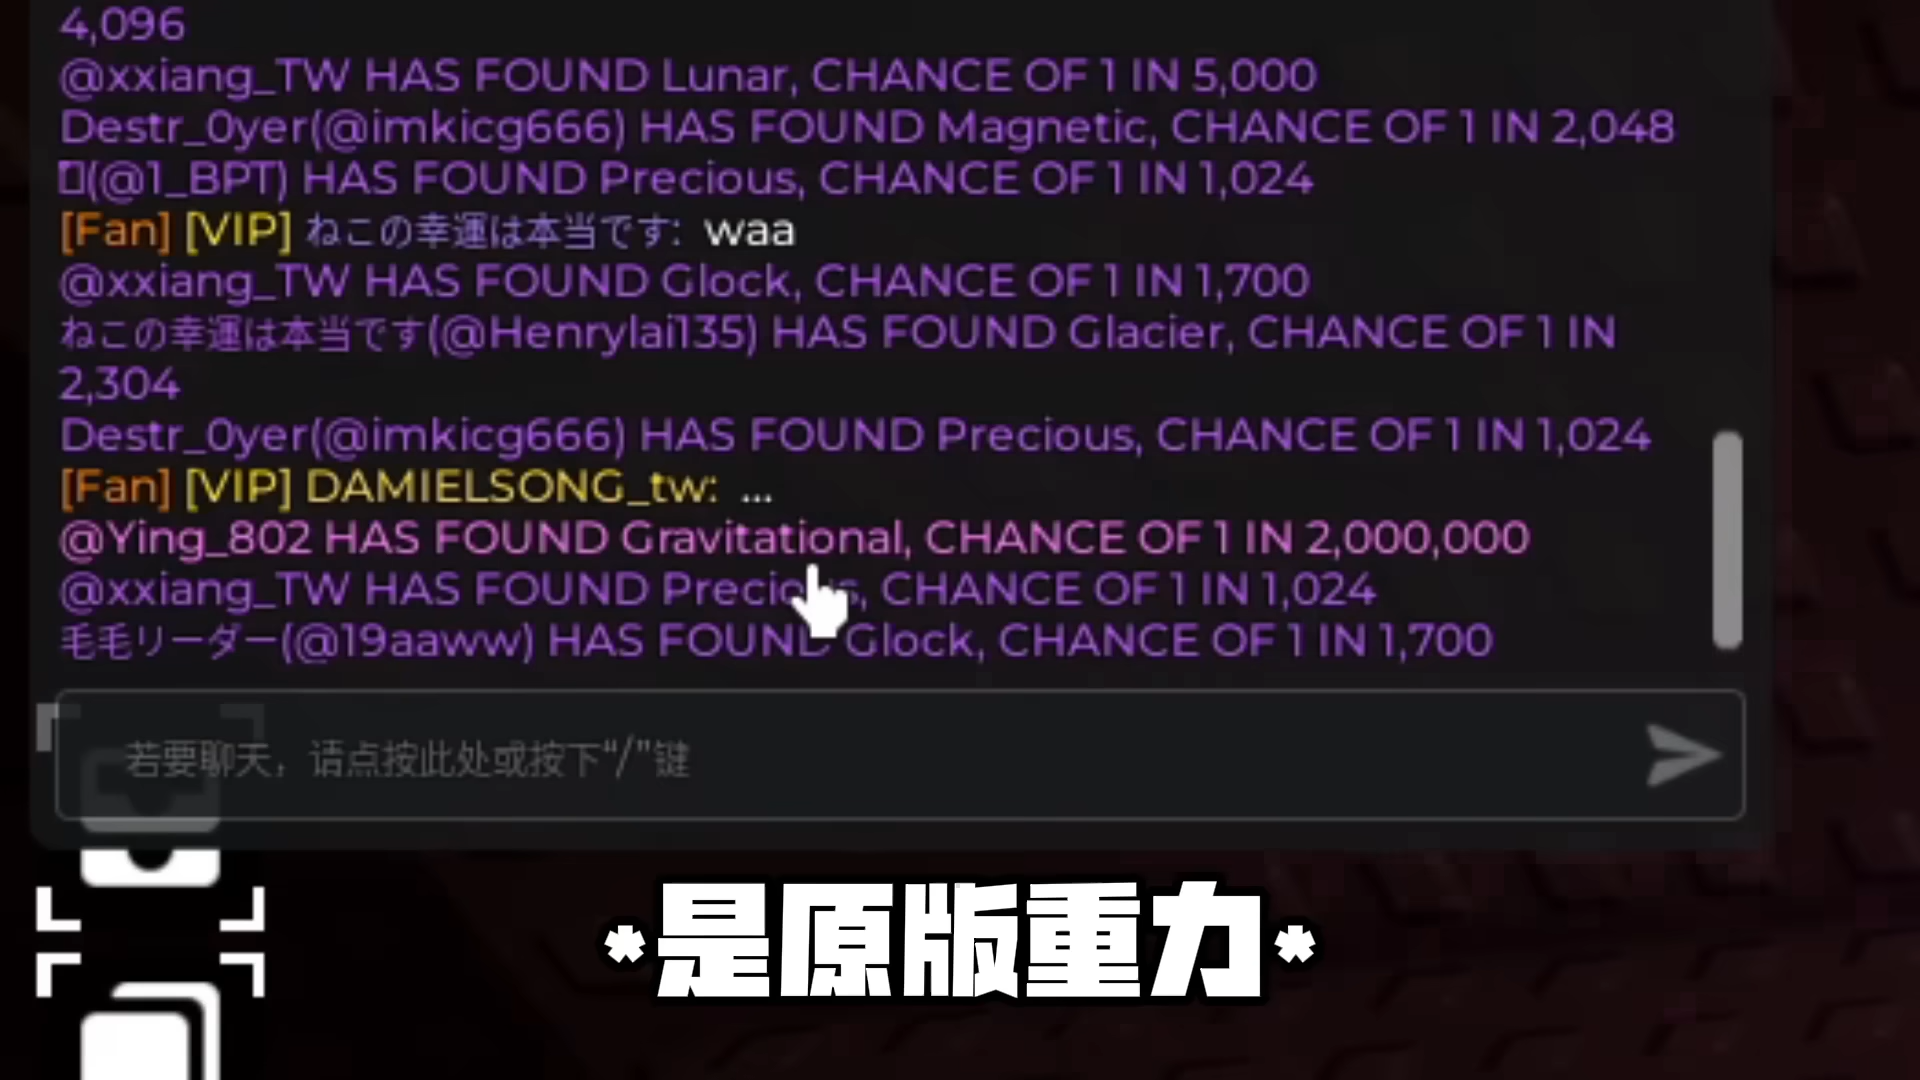 4,096
@xxiang_TW HAS FOUND Lunar, CHANCE OF 1 IN 5,000
Destr_0yer(@imkicg666) HAS FOUND Magnetic, CHANCE OF 1 IN 2,048
(@1_BPT) HAS FOUND Precious, CHANCE OF 1 IN 1,024
[Fan] [VIP] ねこの幸運は本当です: waa
@xxiang_TW HAS FOUND Glock, CHANCE OF 1 IN 1,700
ねこの幸運は本当です(@Henrylai135) HAS FOUND Glacier, CHANCE OF 1 IN
2,304
Destr_0yer(@imkicg666) HAS FOUND Precious, CHANCE OF 1 IN 1,024
[Fan] [VIP] DAMIELSONG_tw: ...
@Ying_802 HAS FOUND Gravitational, CHANCE OF 1 IN 2,000,000
@xxiang_TW HAS FOUND Precious, CHANCE OF 1 IN 1,024
毛毛リーダー(@19aaww) HAS FOUND Glock, CHANCE OF 1 IN 1,700
若要聊天，请点按此处或按下“/”键
*是原版重力*